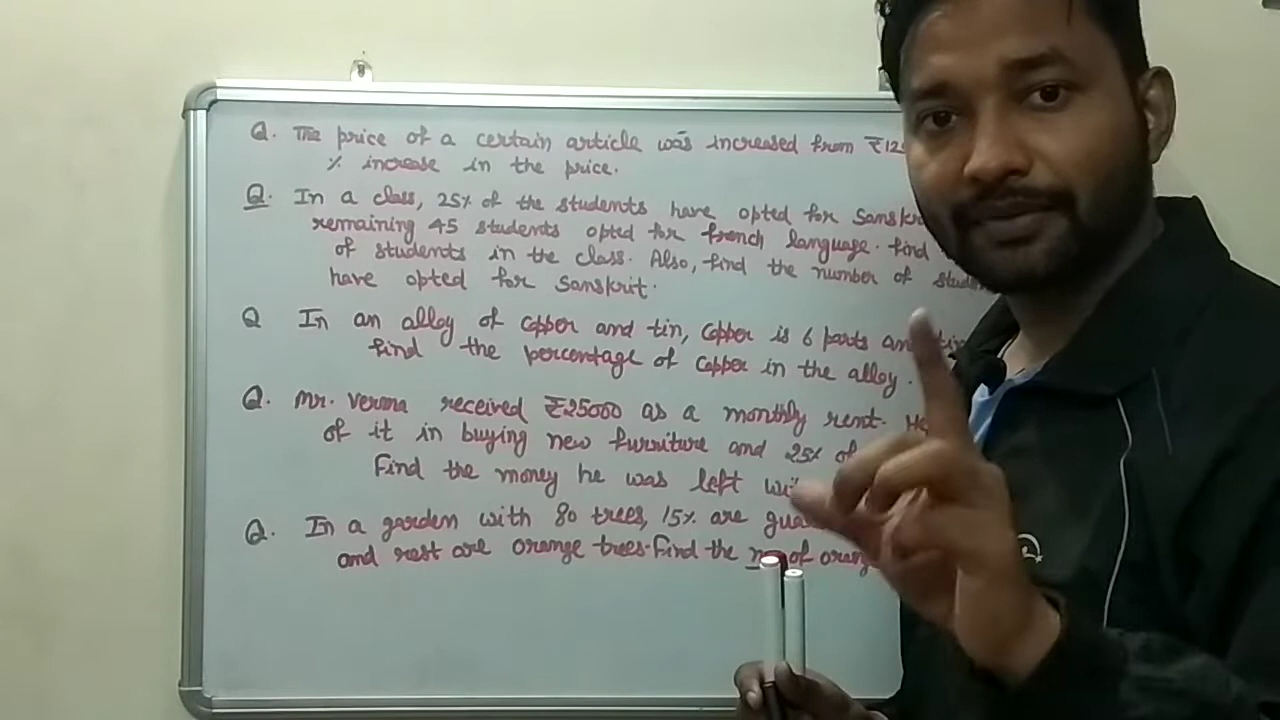 Q. The price of a certain article was increased from ₹12
% increase in the price.
Q. In a class, 25% of the students have opted for
remaining 45 students opted for french language. find
of students in the class. Also, find the number of
have opted for Sanskrit.
Q In an alloy of copper and tin, Copper is 6 parts
find the percentage of Copper in the alloy.
Q. Mr. Verma received ₹25000 as a monthly rent.
of it in buying new furniture and 25% of
Find the money he was left
Q. In a garden with 80 trees, 15% are
and rest are orange trees. Find the no of